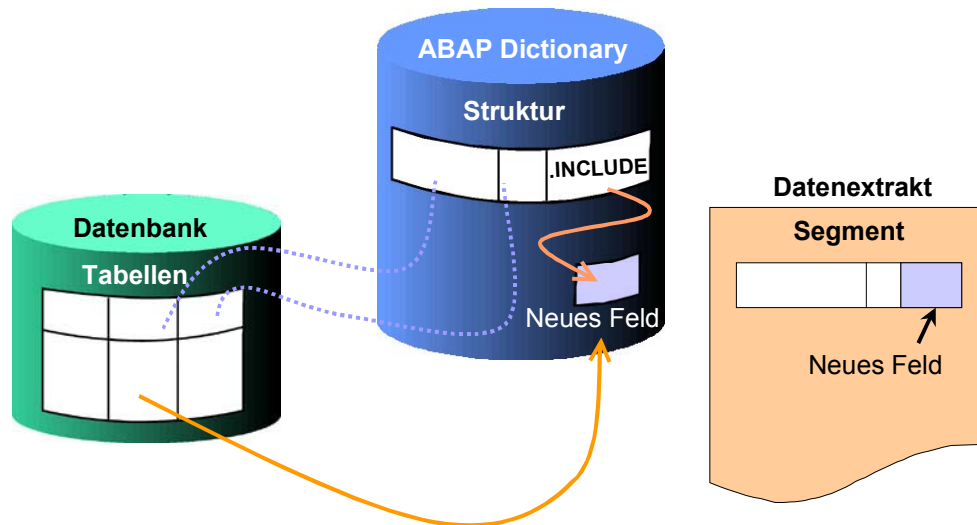 ABAP Dictionary
Struktur
.INCLUDE
Neues Feld
Datenbank
Tabellen
Datenextrakt
Segment
Neues Feld